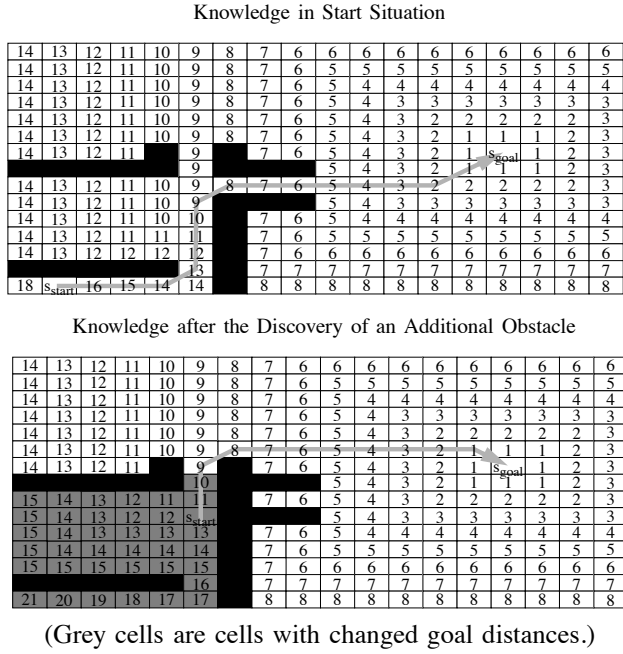 Knowledge in Start Situation
14 13 12 11 10 9 8 7 6 6 6 6 6 6 6 6 6 6
14 13 12 11 10 9 8 7 6 5 5 5 5 5 5 5 5 5
14 13 12 11 10 9 8 7 6 5 4 4 4 4 4 4 4 4
14 13 12 11 10 9 8 7 6 5 4 3 3 3 3 3 3 3
14 13 12 11 10 9 8 7 6 5 4 3 2 2 2 2 2 3
14 13 12 11 10 9 8 7 6 5 4 3 2 1 1 1 2 3
14 13 12 11 9 7 6 5 4 3 2 1 sgoal 1 2 3
9 5 4 3 2 1 1 1 2 3
14 13 12 11 10 9 8 7 6 5 4 3 2 2 2 2 2 3
14 13 12 11 10 9 5 4 3 3 3 3 3 3 3
14 13 12 11 10 10 7 6 5 4 4 4 4 4 4 4 4
14 13 12 11 11 11 7 6 5 5 5 5 5 5 5 5 5
14 13 12 12 12 12 7 6 6 6 6 6 6 6 6 6 6
13 7 7 7 7 7 7 7 7 7 7 7
18 sstart 16 15 14 14 8 8 8 8 8 8 8 8 8 8 8
Knowledge after the Discovery of an Additional Obstacle
14 13 12 11 10 9 8 7 6 6 6 6 6 6 6 6 6 6
14 13 12 11 10 9 8 7 6 5 5 5 5 5 5 5 5 5
14 13 12 11 10 9 8 7 6 5 4 4 4 4 4 4 4 4
14 13 12 11 10 9 8 7 6 5 4 3 3 3 3 3 3 3
14 13 12 11 10 9 8 7 6 5 4 3 2 2 2 2 2 3
14 13 12 11 10 9 8 7 6 5 4 3 2 1 1 1 2 3
14 13 12 11 9 7 6 5 4 3 2 1 sgoal 1 2 3
10 5 4 3 2 1 1 1 2 3
15 14 13 12 11 11 7 6 5 4 3 2 2 2 2 2 3
15 14 13 12 12 sstart 5 4 3 3 3 3 3 3 3
15 14 13 13 13 13 7 6 5 4 4 4 4 4 4 4 4
15 14 14 14 14 14 7 6 5 5 5 5 5 5 5 5 5
15 15 15 15 15 15 7 6 6 6 6 6 6 6 6 6 6
16 7 7 7 7 7 7 7 7 7 7 7
21 20 19 18 17 17 8 8 8 8 8 8 8 8 8 8 8
(Grey cells are cells with changed goal distances.)